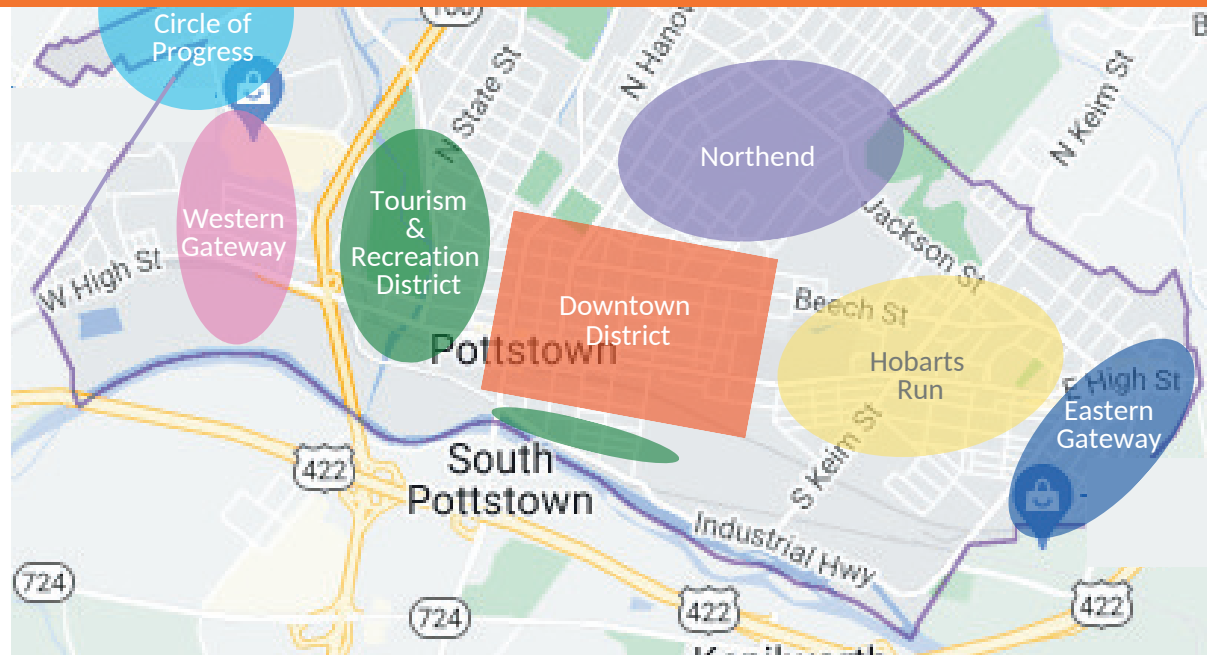 Circle of
Progress
100
N State St
N Hanov
N Keim St
Northend
Tourism
&
Recreation
District
Western
Gateway
Jackson St
W High St
Beech St
Downtown
District
Pottstown
Hobarts
Run
E High St
Eastern
Gateway
S Keim St
South
Pottstown
422
Industrial Hwy
724
724
422
422